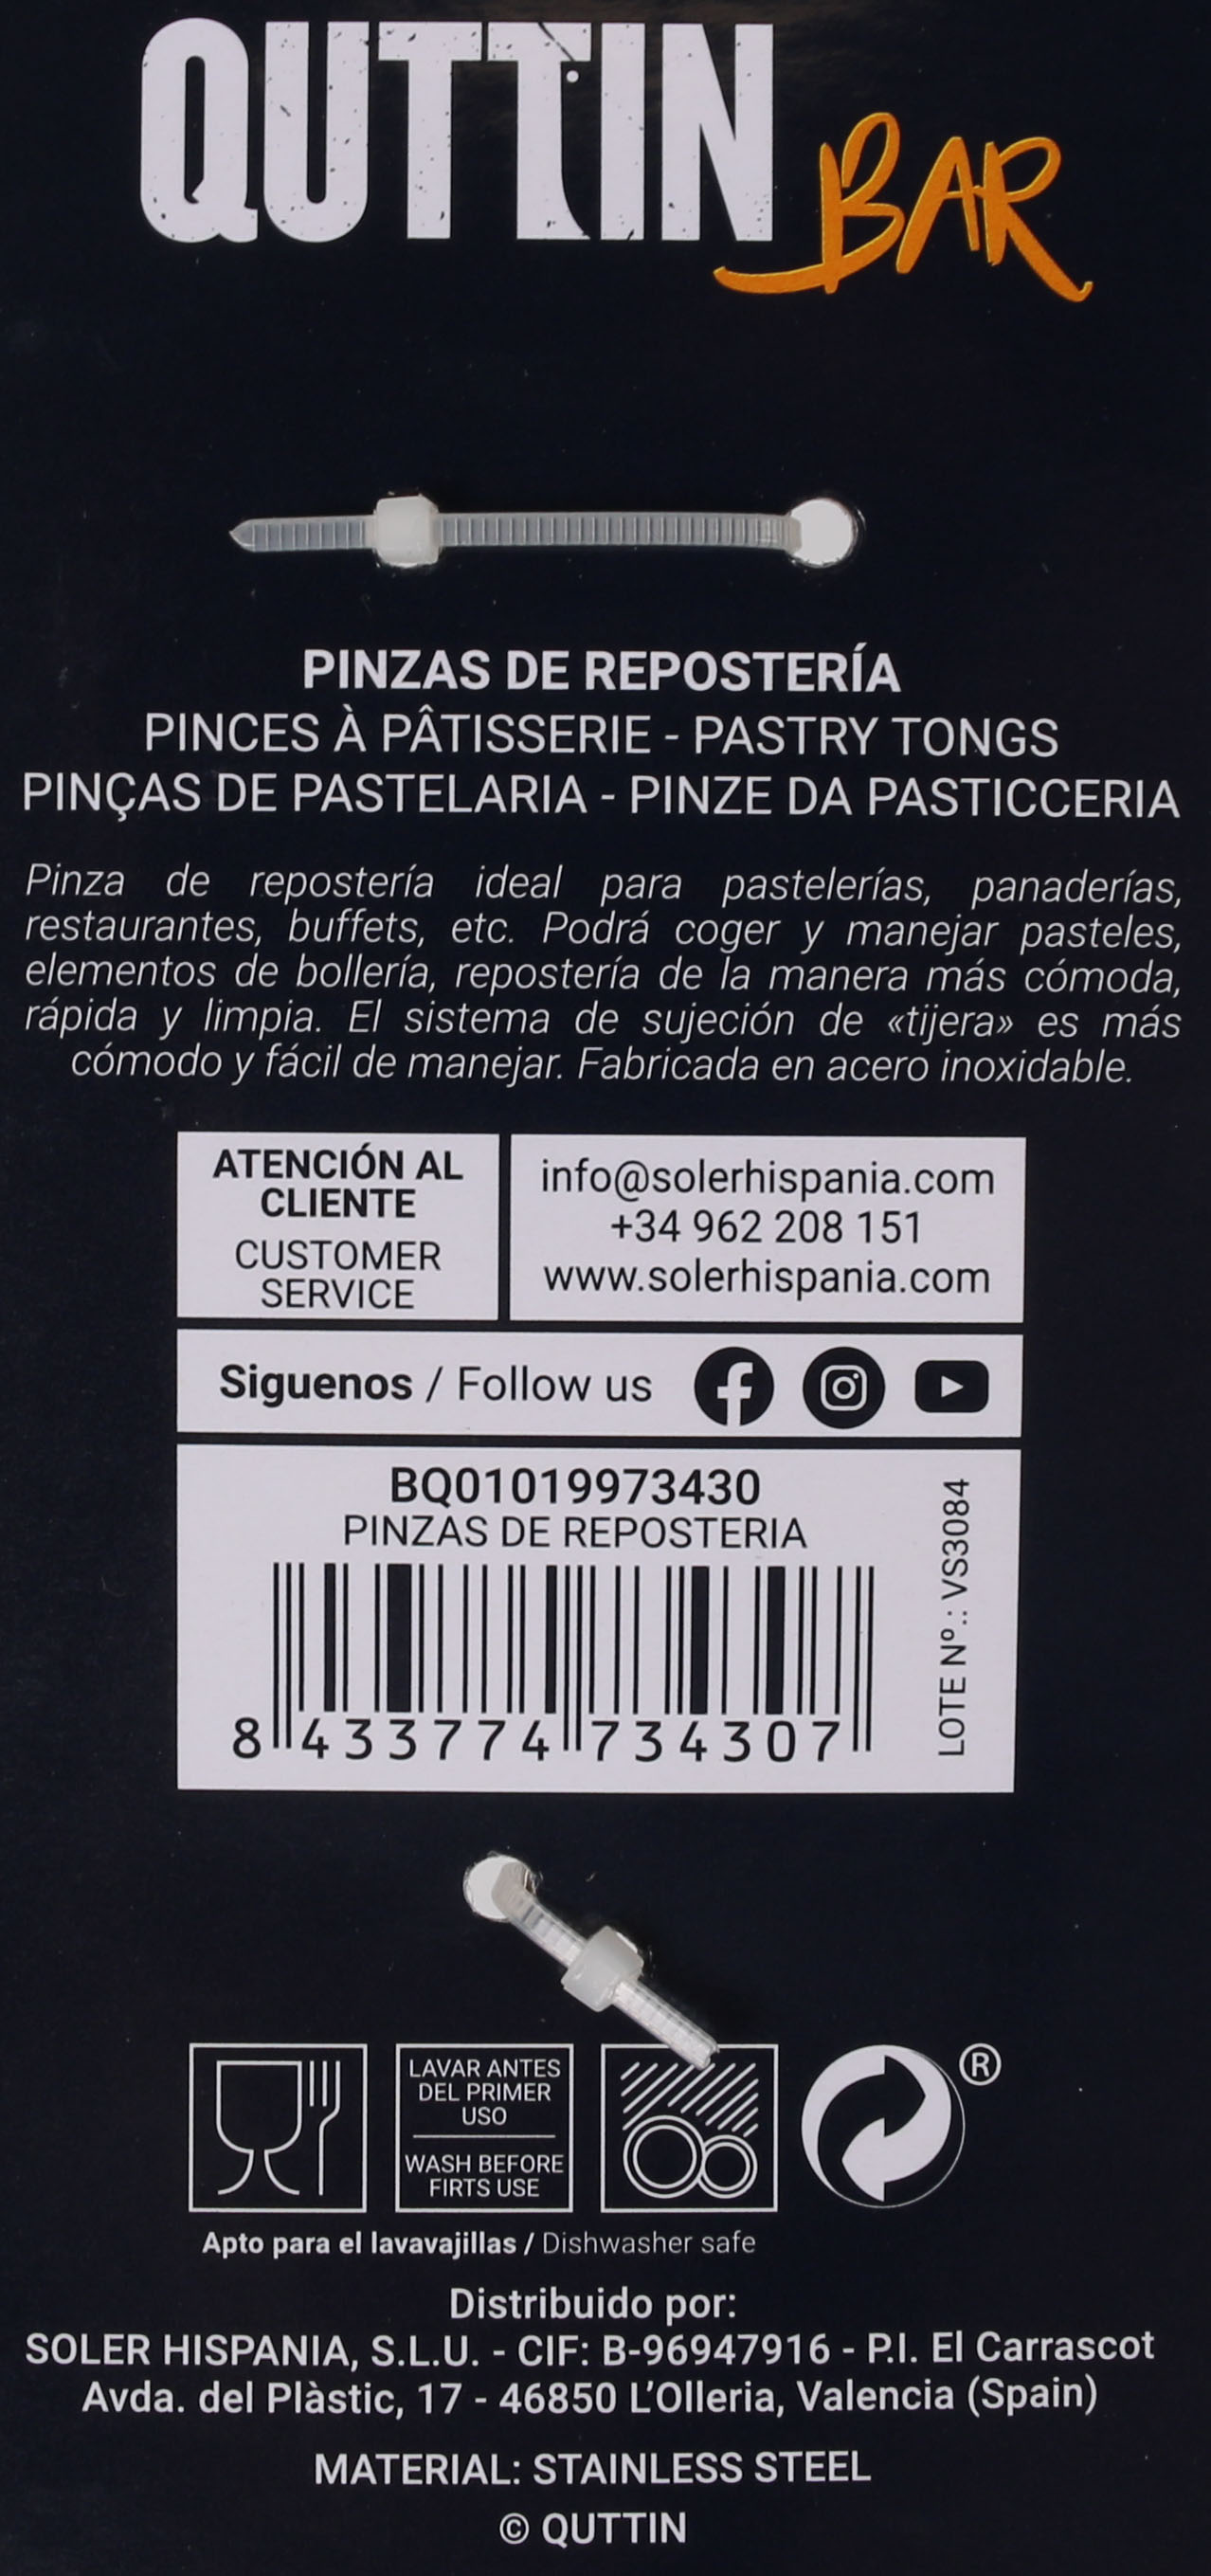 QUTTIN BAR
PINZAS DE REPOSTERÍA
PINCES À PÂTISSERIE - PASTRY TONGS
PINÇAS DE PASTELARIA - PINZE DA PASTICCERIA
Pinza de repostería ideal para pastelerías, panaderías,
restaurantes, buffets, etc. Podrá coger y manejar pasteles,
elementos de bollería, repostería de la manera más cómoda,
rápida y limpia. El sistema de sujeción de «tijera» es más
cómodo y fácil de manejar. Fabricada en acero inoxidable.
ATENCIÓN AL
CLIENTE
CUSTOMER
SERVICE
info@solerhispania.com
+34 962 208 151
www.solerhispania.com
Siguenos / Follow us
BQ01019973430
PINZAS DE REPOSTERIA
8 433774 734307
LOTE Nº.: VS3084
LAVAR ANTES
DEL PRIMER
USO
WASH BEFORE
FIRTS USE
®
Apto para el lavavajillas / Dishwasher safe
Distribuido por:
SOLER HISPANIA, S.L.U. - CIF: B-96947916 - P.I. El Carrascot
Avda. del Plàstic, 17 - 46850 L'Olleria, Valencia (Spain)
MATERIAL: STAINLESS STEEL
© QUTTIN